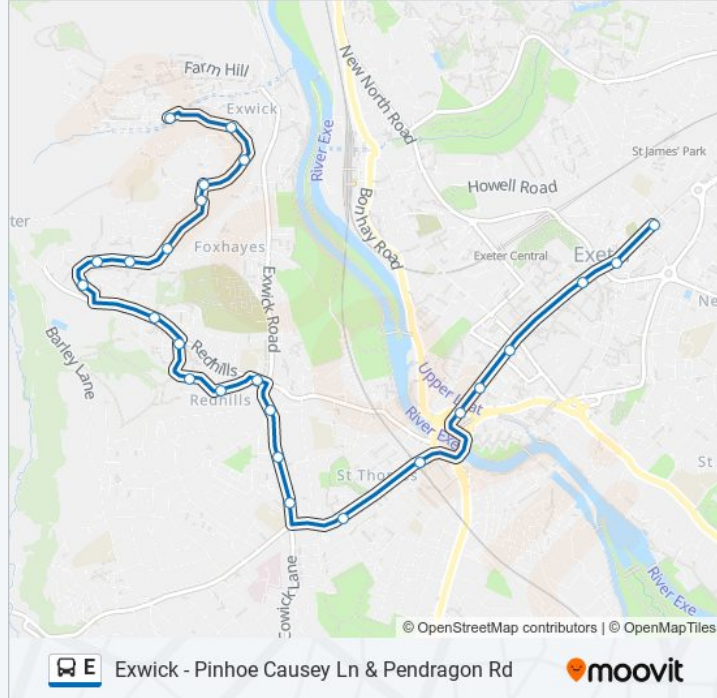 Farm Hill
Exwick
New North Road
River Exe
St James' Park
Howell Road
ter
Bonhay Road
Foxhayes
Exeter Central
Exet
Ne
Exwick Road
Barley Lane
Redhills
Redhills
Upper Leat
River Exe
St Thomas
St
Cowick Lane
River Exe
© OpenStreetMap contributors | © OpenMapTiles
E Exwick - Pinhoe Causey Ln & Pendragon Rd
moovit